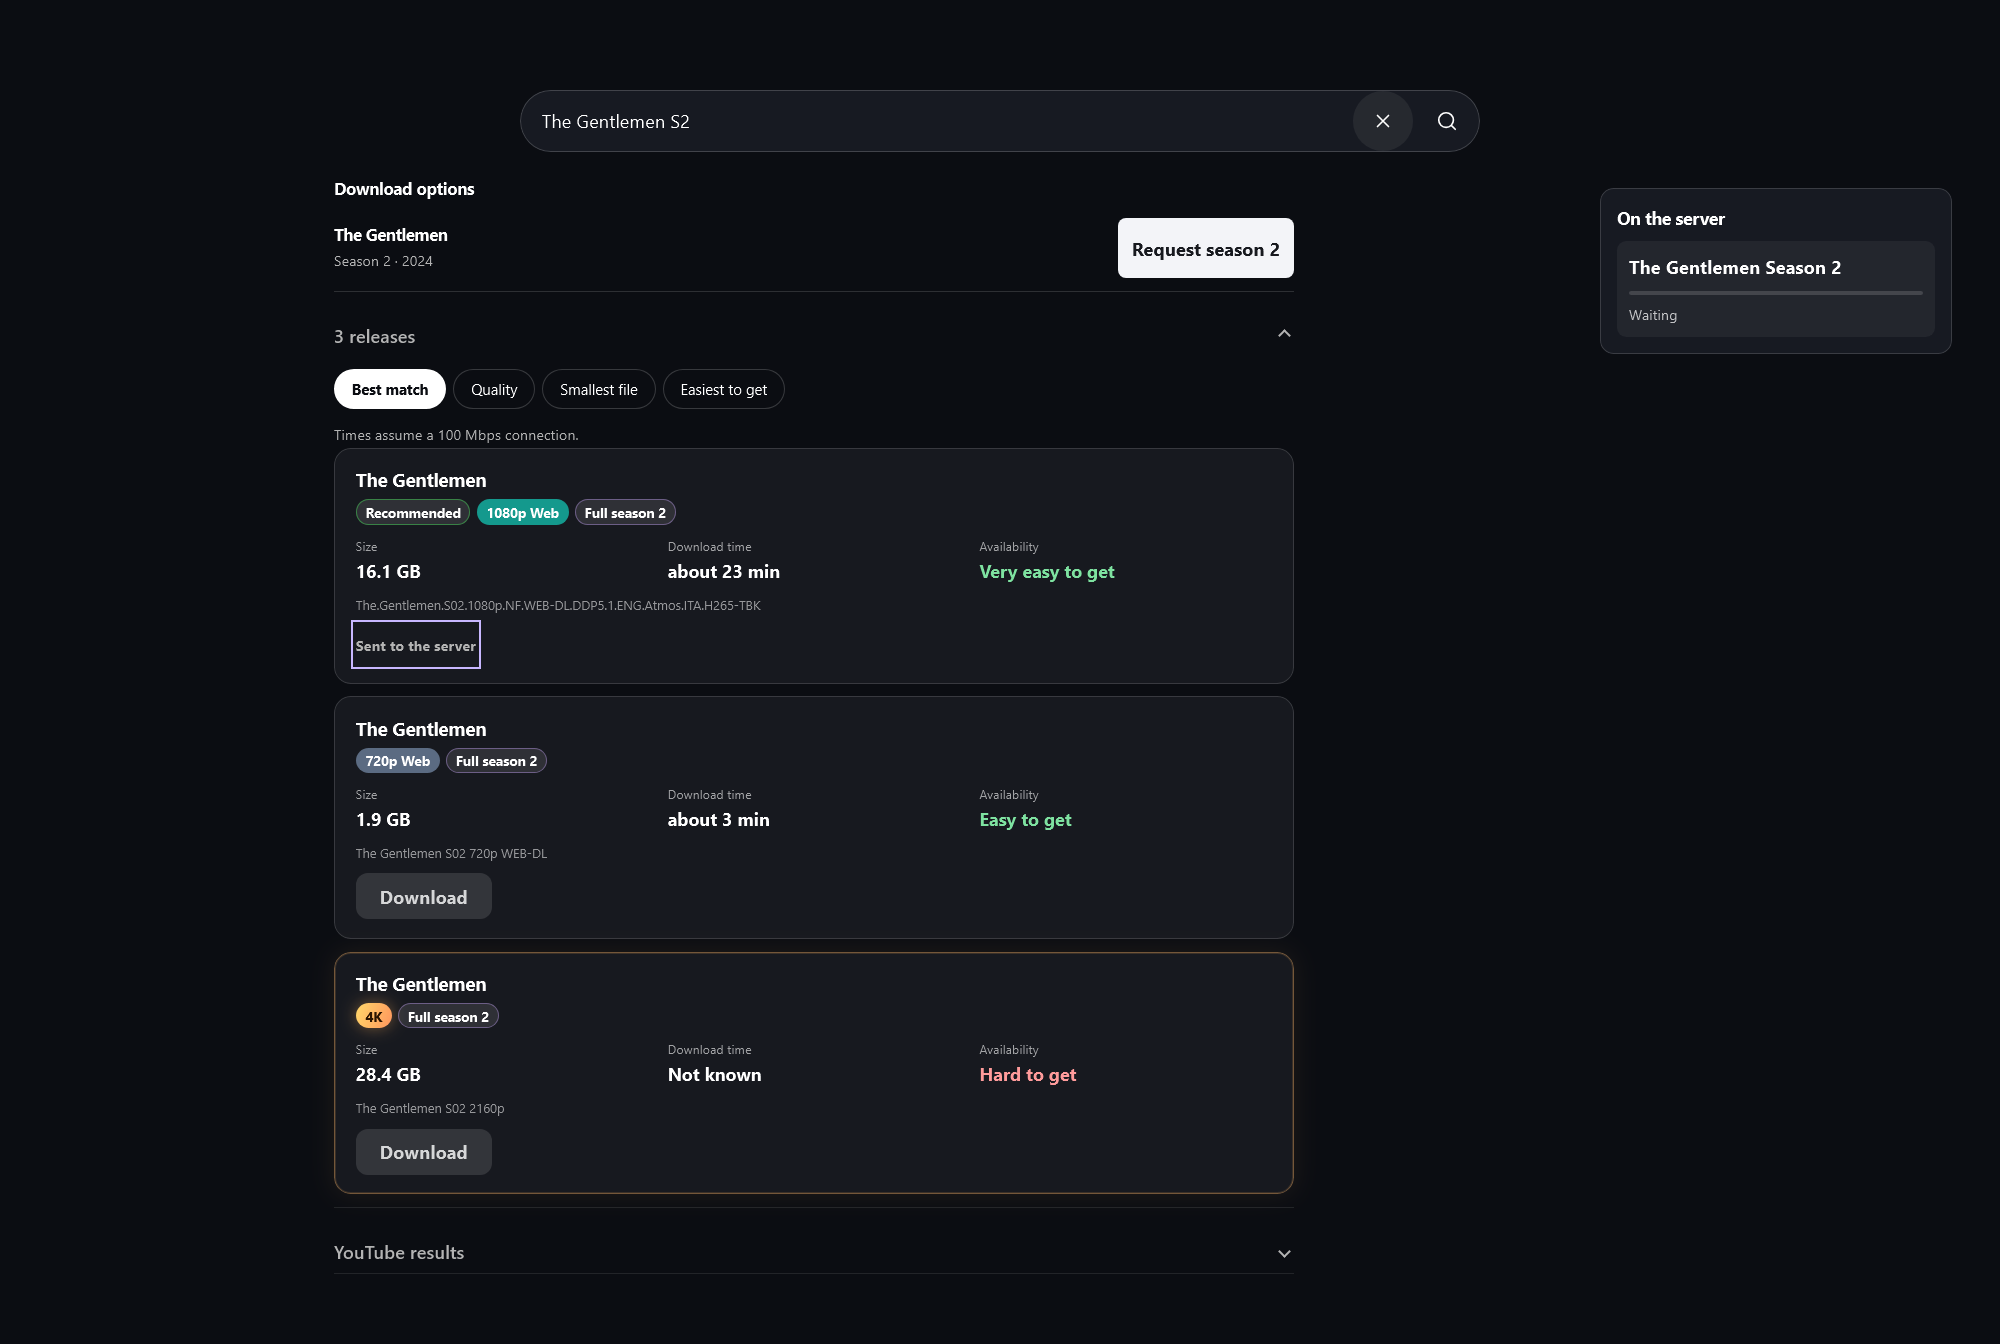 The Gentlemen S2
Download options
The Gentlemen
Season 2 · 2024
Request season 2
On the server
The Gentlemen Season 2
Waiting
3 releases
Best match
Quality
Smallest file
Easiest to get
Times assume a 100 Mbps connection.
The Gentlemen
Recommended
1080p Web
Full season 2
Size
Download time
Availability
16.1 GB
about 23 min
Very easy to get
The.Gentlemen.S02.1080p.NF.WEB-DL.DDP5.1.ENG.Atmos.ITA.H265-TBK
Sent to the server
The Gentlemen
720p Web
Full season 2
Size
Download time
Availability
1.9 GB
about 3 min
Easy to get
The Gentlemen S02 720p WEB-DL
Download
The Gentlemen
4K
Full season 2
Size
Download time
Availability
28.4 GB
Not known
Hard to get
The Gentlemen S02 2160p
Download
YouTube results